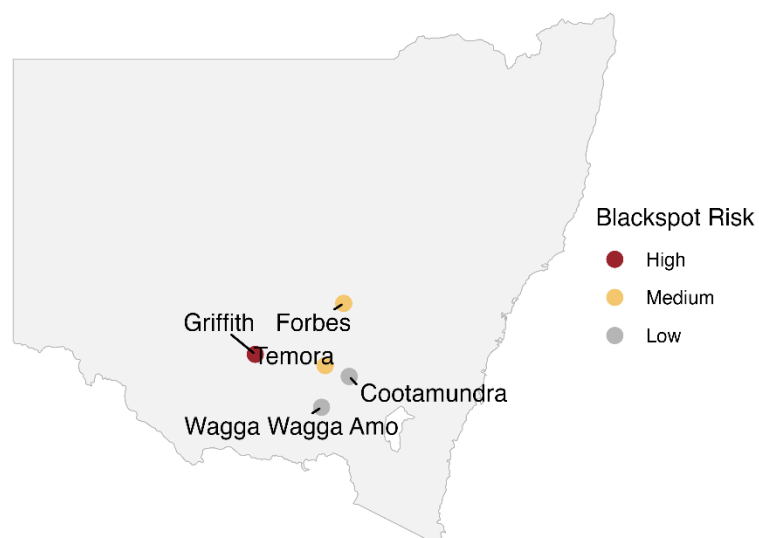 Griffith
Forbes
Temora
Cootamundra
Wagga Wagga Amo
Blackspot Risk
High
Medium
Low